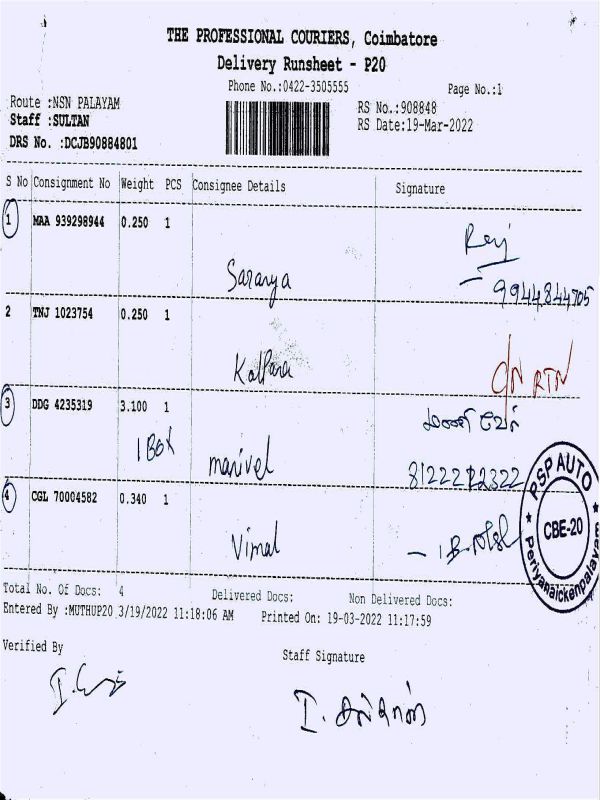 THE PROFESSIONAL COURIERS, Coimbatore
Delivery Runsheet - P20
Phone No.:0422-3505555
Page No.:1
Route :NSN PALAYAM
RS No.:908848
Staff :SULTAN
RS Date:19-Mar-2022
DRS No. :DCJB90884801
S No Consignment No Weight PCS Consignee Details Signature
1 MAA 939298944 0.250 1
Saranya
9944844705
2 TNJ 1023754 0.250 1
Kalpana
RTN
3 DDG 4235319 3.100 1
1 Box
manivel
மணி வேல்
4 CGL 70004582 0.340 1
Vimal
PSP AUTO
CBE-20
Periyanaickenpalayam
Total No. Of Docs: 4 Delivered Docs: Non Delivered Docs:
Entered By :MUTHUP20 3/19/2022 11:18:06 AM Printed On: 19-03-2022 11:17:59
Verified By
Staff Signature
I. சுல்தான்